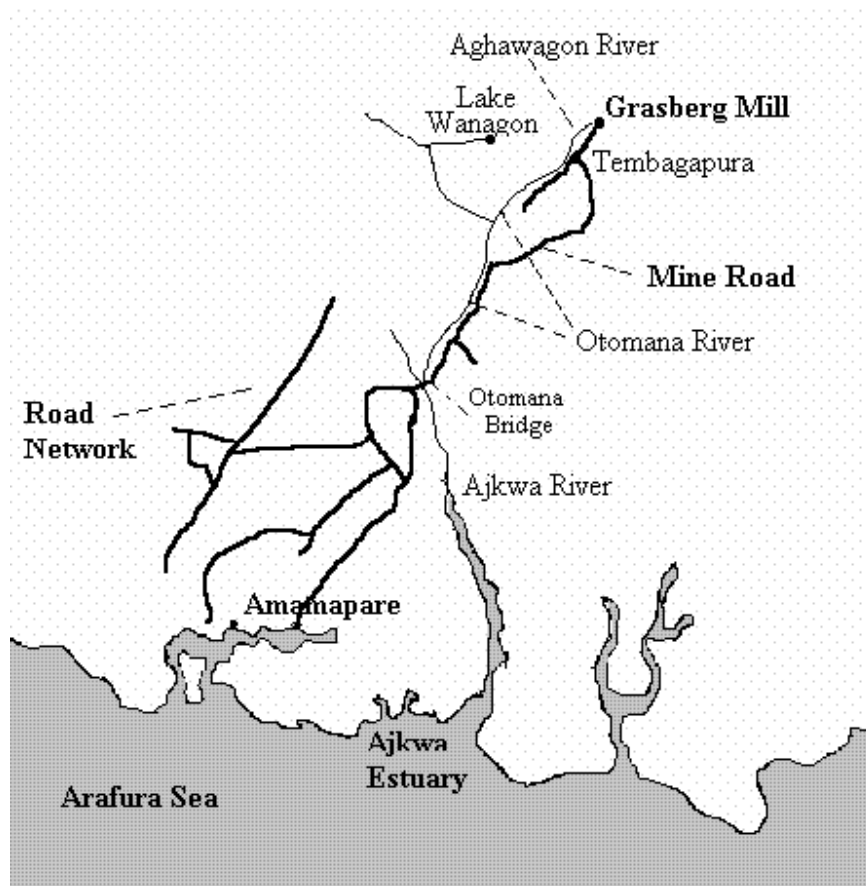 Aghawagon River
Lake
Wanagon
Grasberg Mill
Tembagapura
Mine Road
Otomana River
Road
Network
Otomana
Bridge
Ajkwa River
Amamapare
Ajkwa
Estuary
Arafura Sea